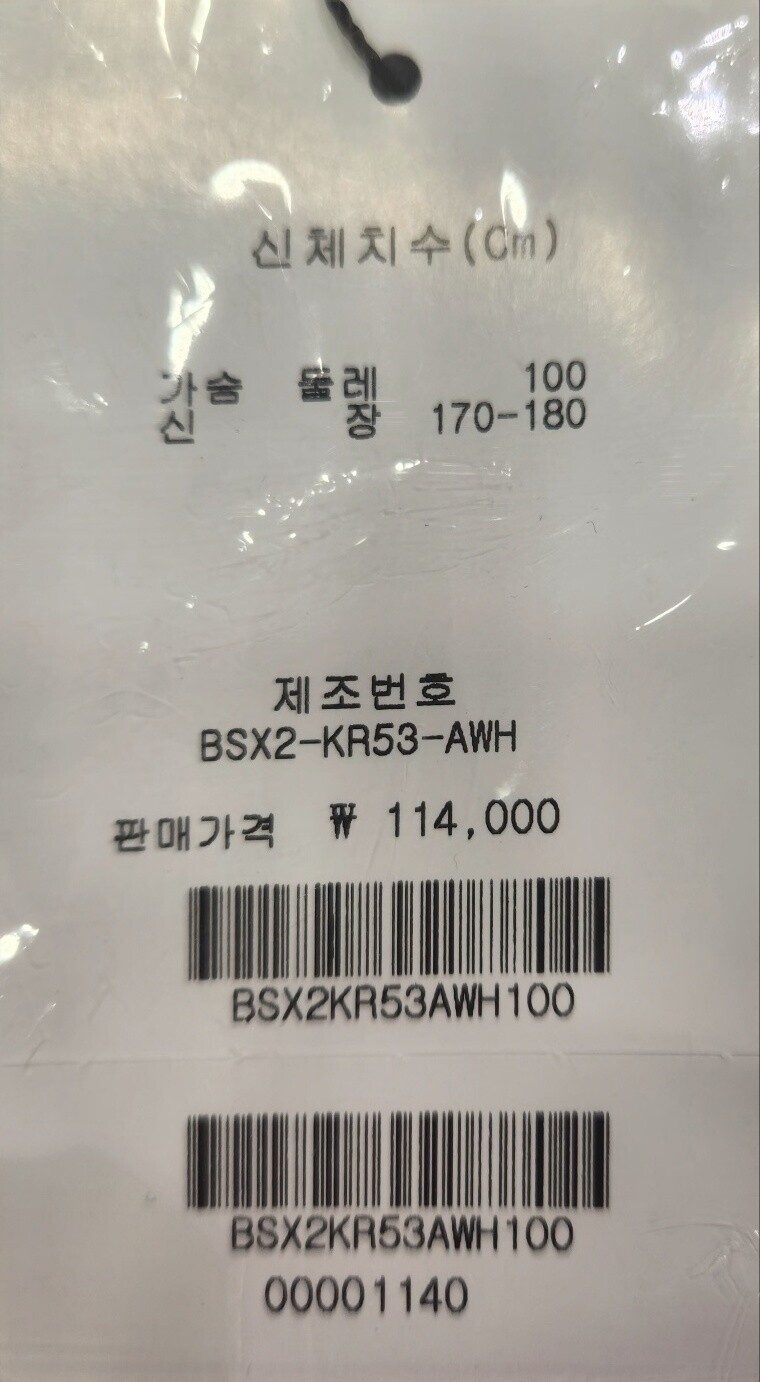 신체치수(Cm)
가슴 둘레 100
신 장 170-180
제조번호
BSX2-KR53-AWH
판매가격 ₩ 114,000
BSX2KR53AWH100
BSX2KR53AWH100
00001140